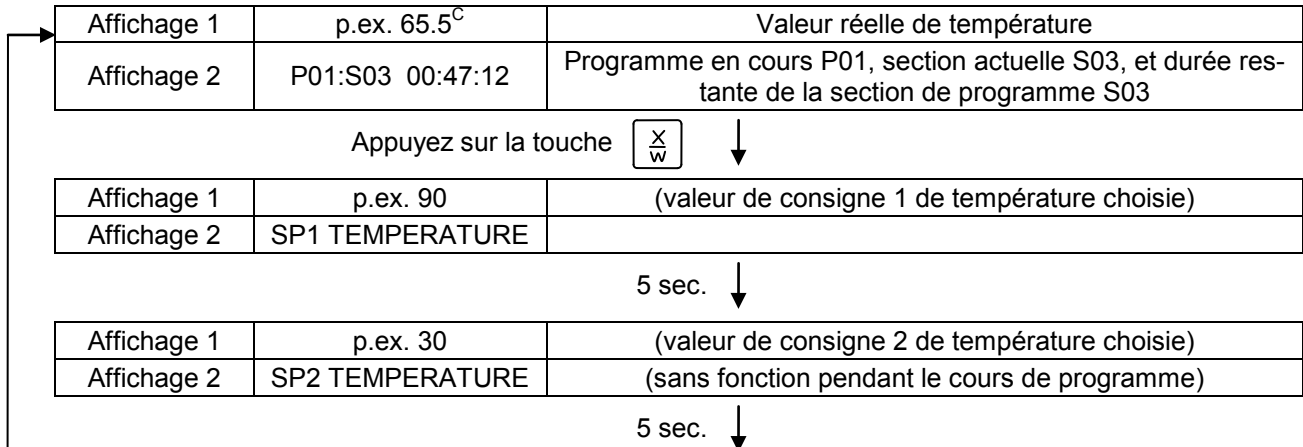 Affichage 1 p.ex. 65.5C Valeur réelle de température
Affichage 2 P01:S03 00:47:12 Programme en cours P01, section actuelle S03, et durée res-
tante de la section de programme S03
Appuyez sur la touche X/W
Affichage 1 p.ex. 90 (valeur de consigne 1 de température choisie)
Affichage 2 SP1 TEMPERATURE
5 sec.
Affichage 1 p.ex. 30 (valeur de consigne 2 de température choisie)
Affichage 2 SP2 TEMPERATURE (sans fonction pendant le cours de programme)
5 sec.